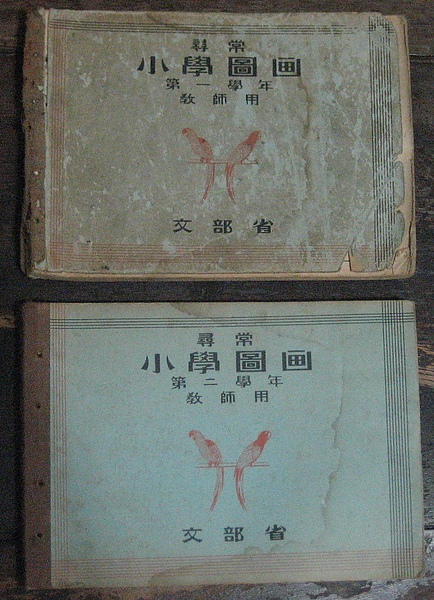 尋常
小學圖画
第一學年
教師用
文部省
尋常
小學圖画
第二學年
教師用
文部省